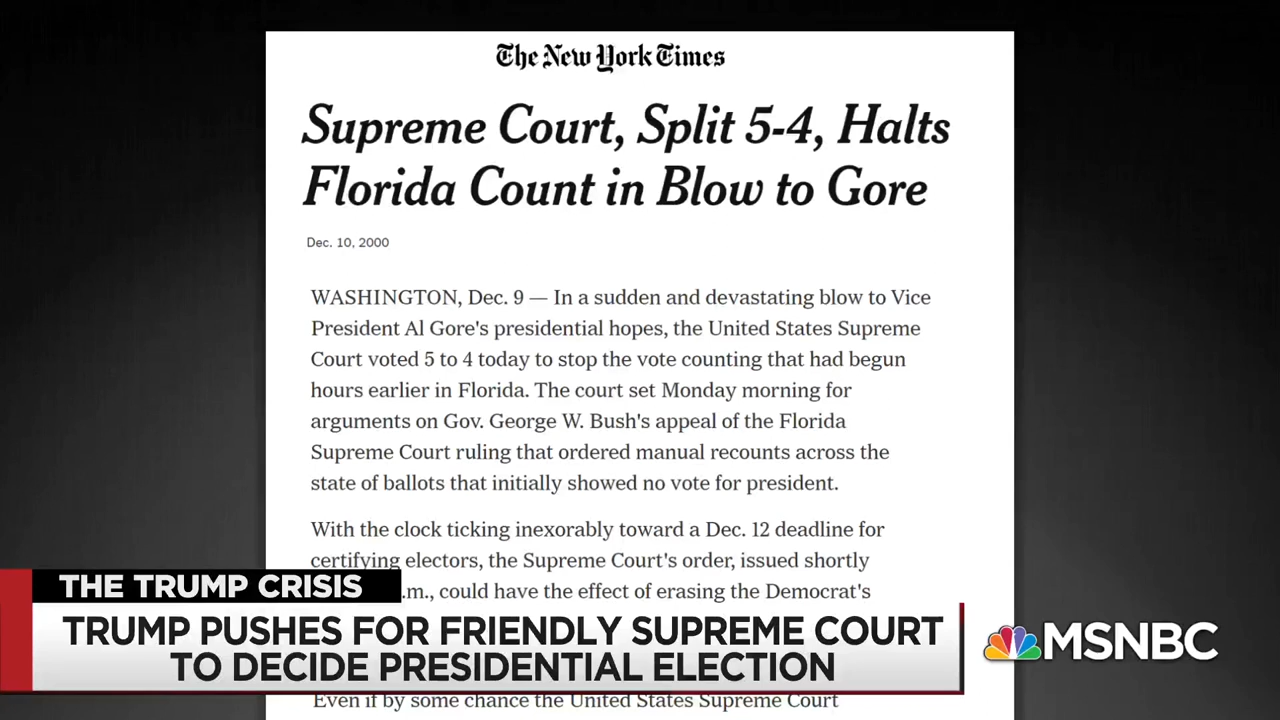 The New York Times
Supreme Court, Split 5-4, Halts
Florida Count in Blow to Gore
Dec. 10, 2000
WASHINGTON, Dec. 9 — In a sudden and devastating blow to Vice
President Al Gore's presidential hopes, the United States Supreme
Court voted 5 to 4 today to stop the vote counting that had begun
hours earlier in Florida. The court set Monday morning for
arguments on Gov. George W. Bush's appeal of the Florida
Supreme Court ruling that ordered manual recounts across the
state of ballots that initially showed no vote for president.
With the clock ticking inexorably toward a Dec. 12 deadline for
certifying electors, the Supreme Court's order, issued shortly
.m., could have the effect of erasing the Democrat's
THE TRUMP CRISIS
TRUMP PUSHES FOR FRIENDLY SUPREME COURT
TO DECIDE PRESIDENTIAL ELECTION
MSNBC
Even if by some chance the United States Supreme Court